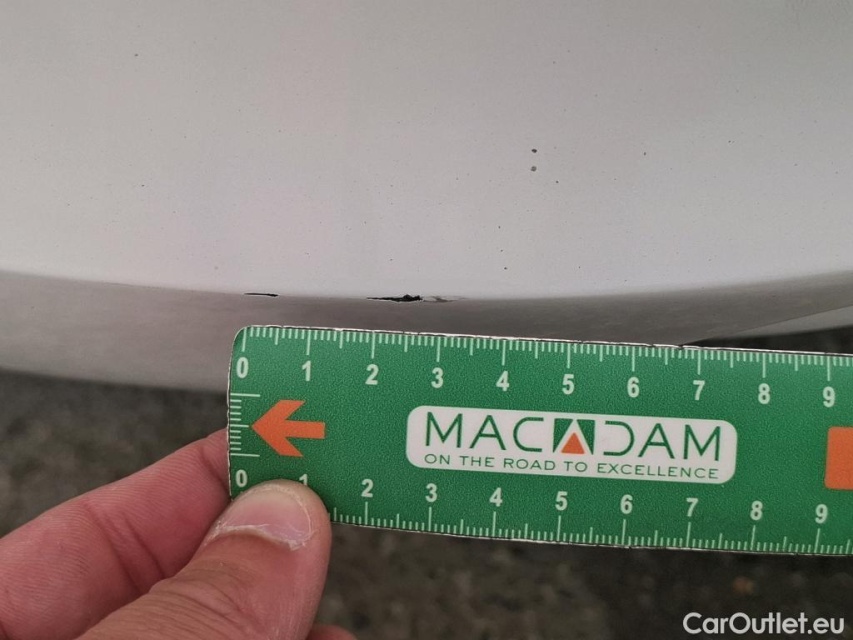 0 1 2 3 4 5 6 7 8 9
MACADAM
ON THE ROAD TO EXCELLENCE
0 1 2 3 4 5 6 7 8 9
CarOutlet.eu